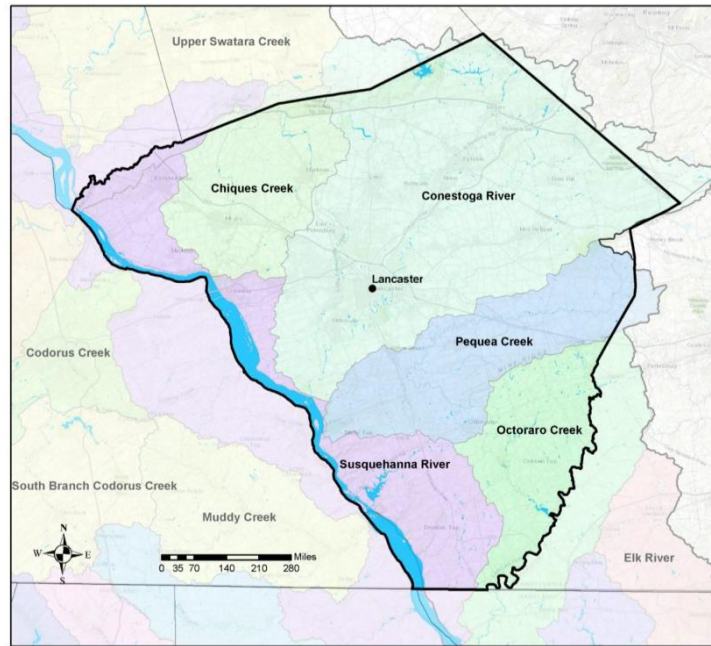 Upper Swatara Creek
Chiques Creek
Conestoga River
Lancaster
Pequea Creek
Codorus Creek
Octoraro Creek
Susquehanna River
South Branch Codorus Creek
Muddy Creek
Elk River
N
W
E
S
0 35 70 140 210 280
Miles